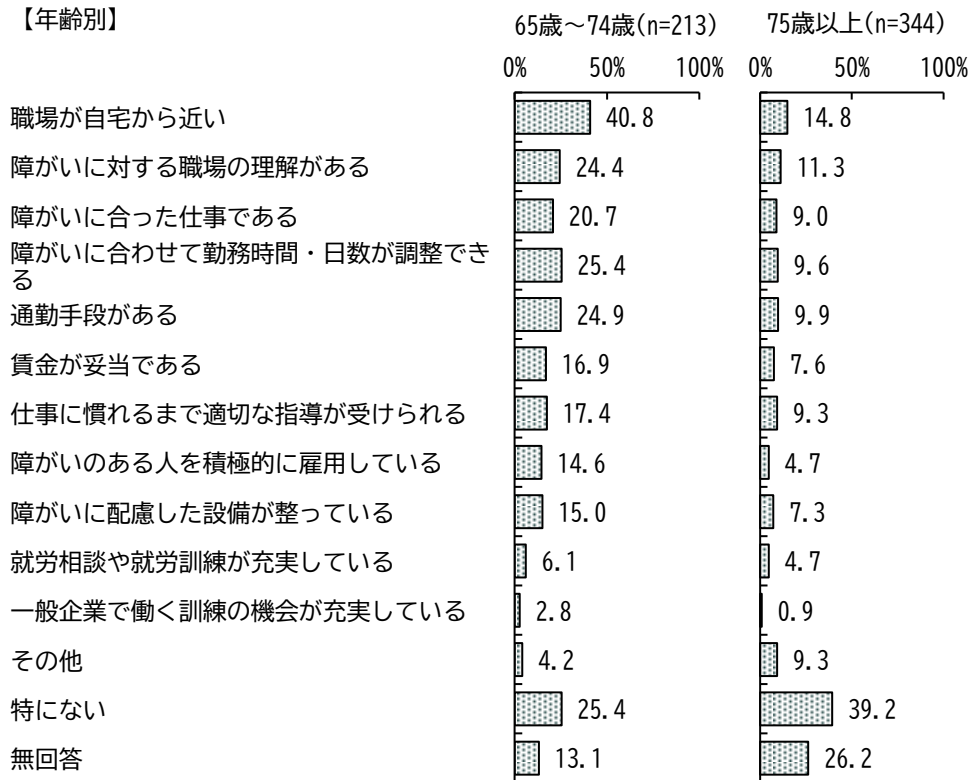 【年齢別】
65歳～74歳(n=213) 75歳以上(n=344)
0% 50% 100% 0% 50% 100%
職場が自宅から近い 40.8 14.8
障がいに対する職場の理解がある 24.4 11.3
障がいに合った仕事である 20.7 9.0
障がいに合わせて勤務時間・日数が調整でき
る 25.4 9.6
通勤手段がある 24.9 9.9
賃金が妥当である 16.9 7.6
仕事に慣れるまで適切な指導が受けられる 17.4 9.3
障がいのある人を積極的に雇用している 14.6 4.7
障がいに配慮した設備が整っている 15.0 7.3
就労相談や就労訓練が充実している 6.1 4.7
一般企業で働く訓練の機会が充実している 2.8 0.9
その他 4.2 9.3
特にない 25.4 39.2
無回答 13.1 26.2